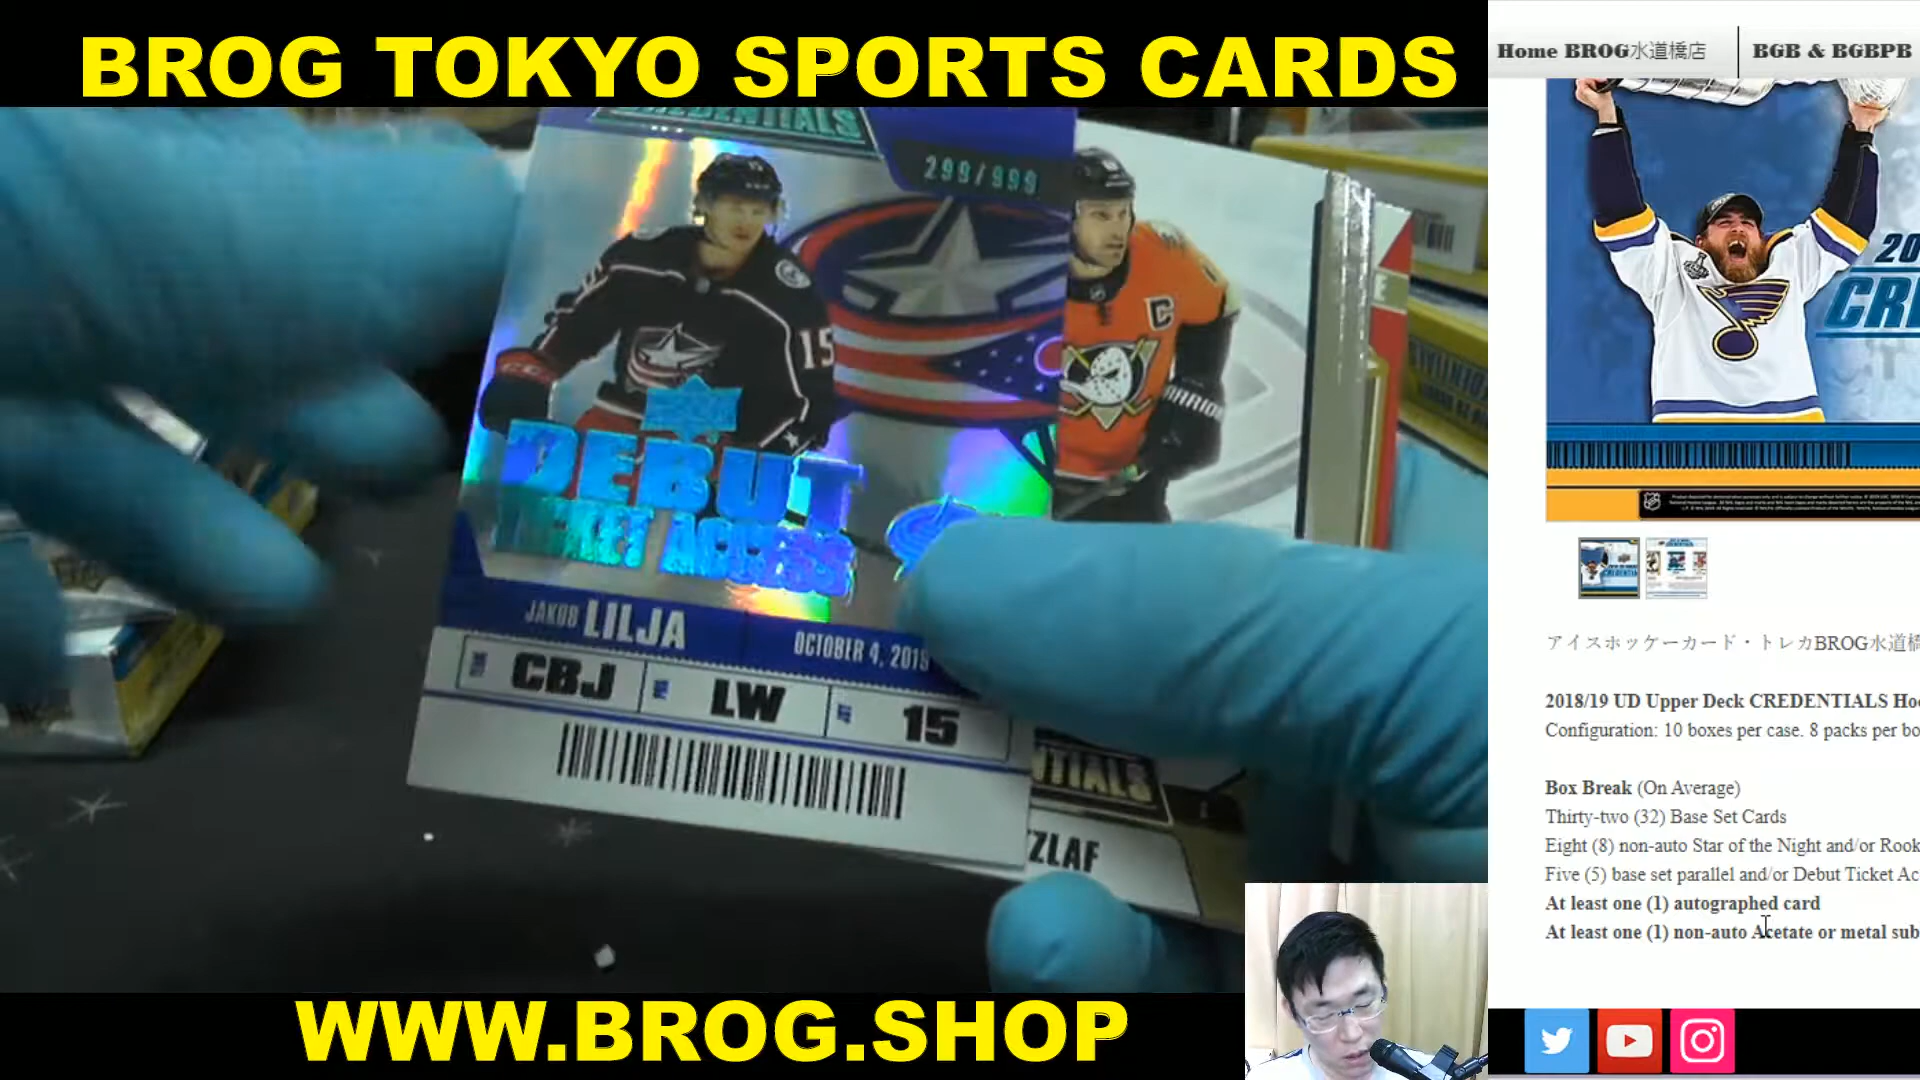 BROG TOKYO SPORTS CARDS
Home BROG水道橋店
BGB & BGBPB
299/999
C
15
WARRIO
DEBUT
TICKET ACCESS
JAKOB LILJA
OCTOBER 4, 2019
CBJ
LW
15
ZLAF
20
CRE
アイスホッケーカード・トレカBROG水道橋
2018/19 UD Upper Deck CREDENTIALS Ho
Configuration: 10 boxes per case. 8 packs per bo
Box Break (On Average)
Thirty-two (32) Base Set Cards
Eight (8) non-auto Star of the Night and/or Rook
Five (5) base set parallel and/or Debut Ticket Ac
At least one (1) autographed card
At least one (1) non-auto Acetate or metal sub
WWW.BROG.SHOP